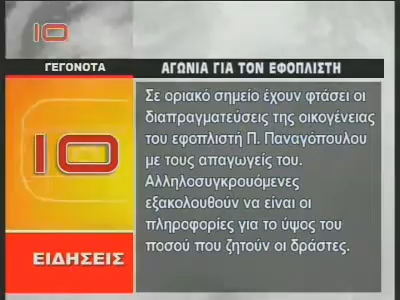 10
ΓΕΓΟΝΟΤΑ
ΑΓΩΝΙΑ ΓΙΑ ΤΟΝ ΕΦΟΠΛΙΣΤΗ
Σε οριακό σημείο έχουν φτάσει οι
διαπραγματεύσεις της οικογένειας
του εφοπλιστή Π. Παναγόπουλου
με τους απαγωγείς του.
Αλληλοσυγκρουόμενες
εξακολουθούν να είναι οι
πληροφορίες για το ύψος του
ποσού που ζητούν οι δράστες.
10
ΕΙΔΗΣΕΙΣ